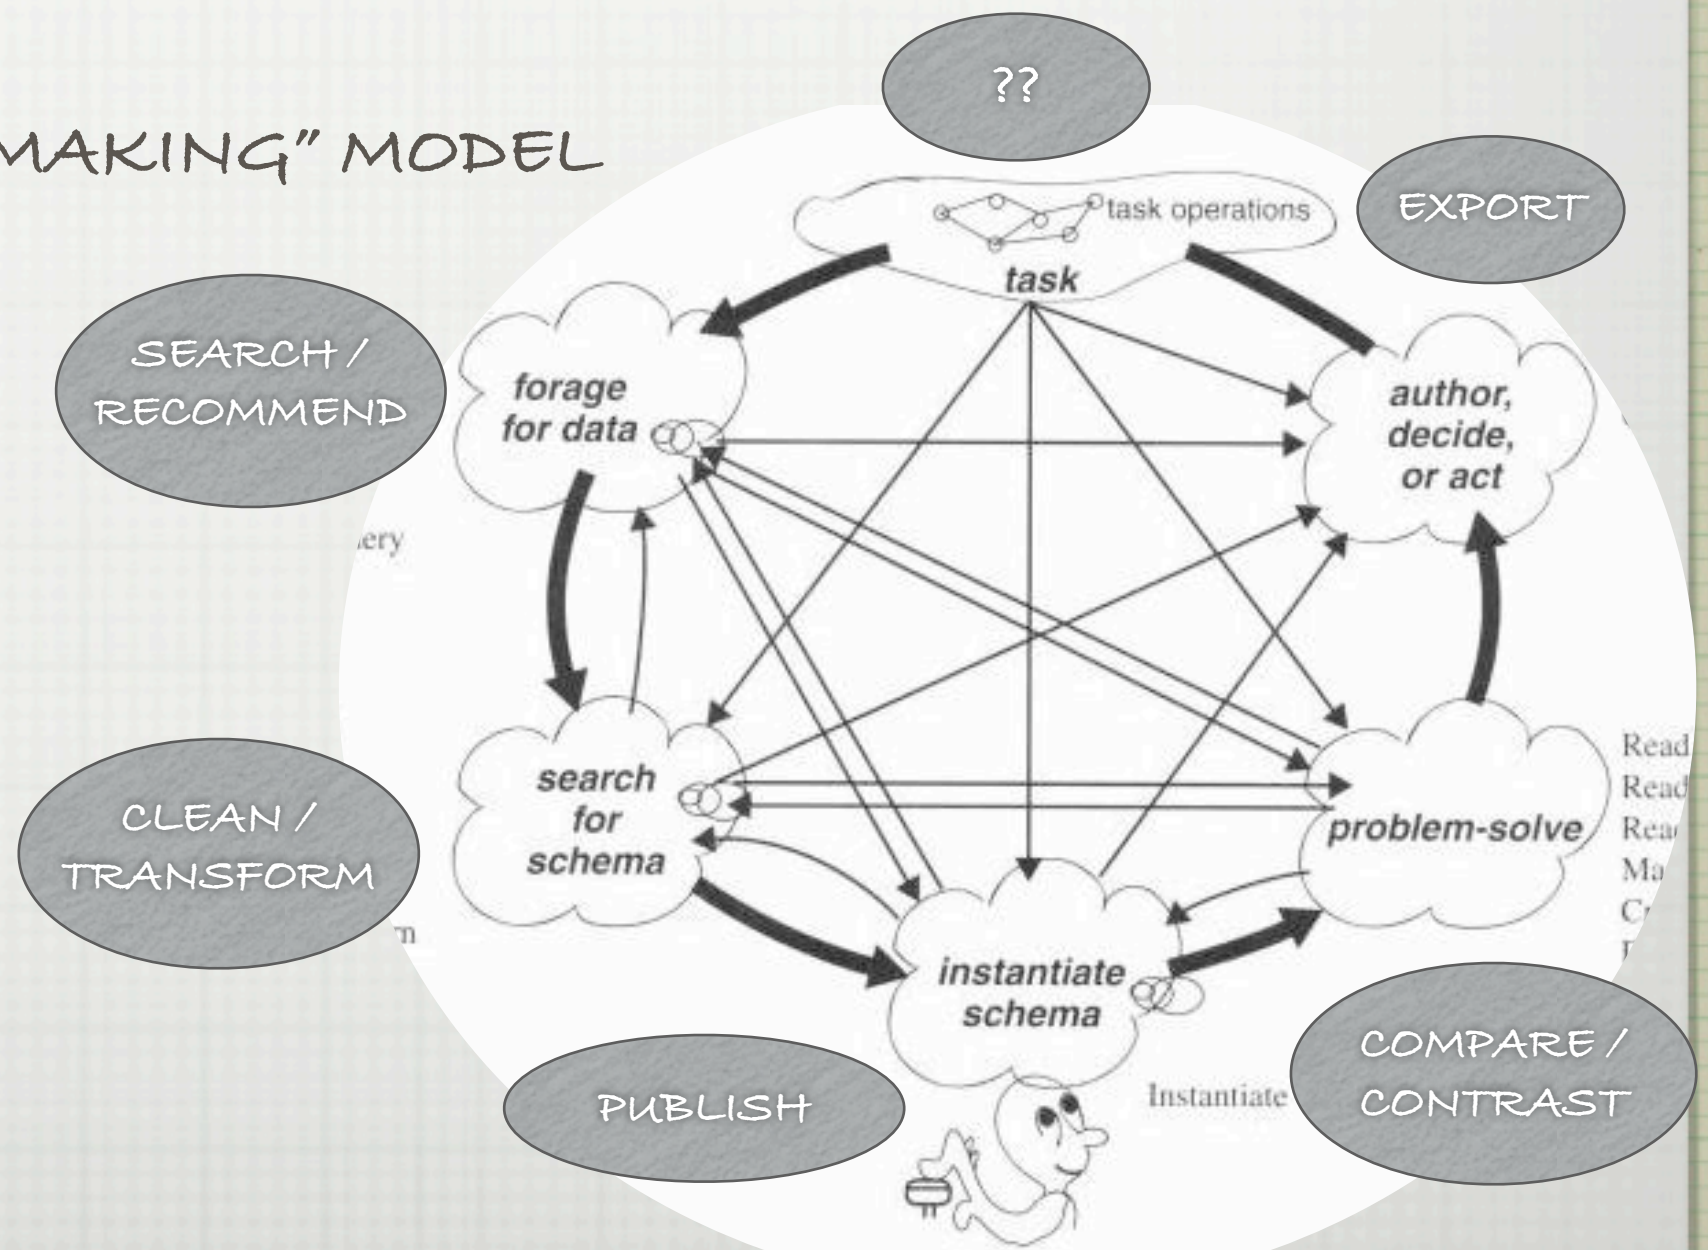 ??
MAKING” MODEL
EXPORT
task operations
task
SEARCH /
RECOMMEND
forage
for data
author,
decide,
or act
CLEAN /
TRANSFORM
search
for
schema
problem-solve
Read
Read
instantiate
schema
PUBLISH
Instantiate
COMPARE /
CONTRAST